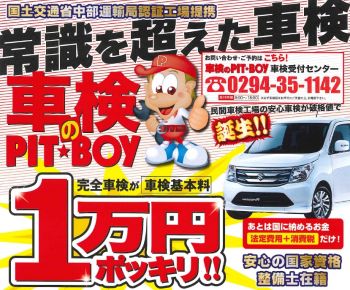 国土交通省中部運輸局認証工場提携
常識を超えた車検
お問い合わせ・ご予約は こちら!
車検のPIT・BOY 車検受付センター
0294-35-1142
民間車検工場の安心車検が破格値で
誕生!!
車検
の
PIT★BOY
完全車検が 車検基本料
1万円
ポッキリ!!
あとは国に納めるお金
法定費用+消費税 だけ!
安心の国家資格
整備士在籍